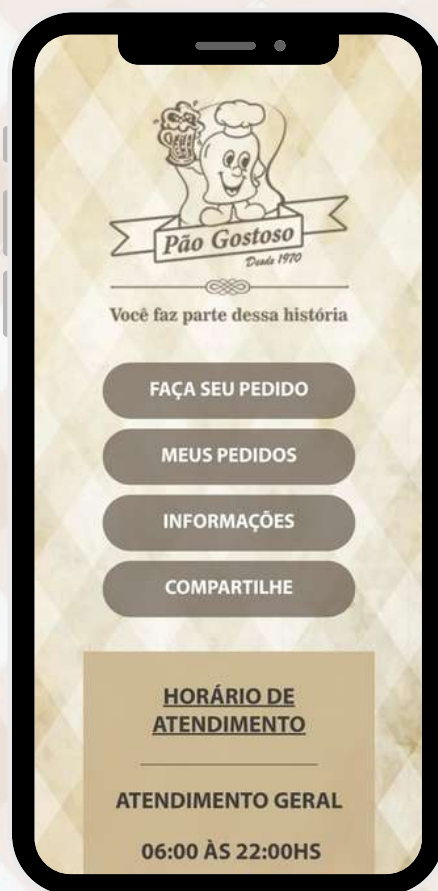 Pão Gostoso
Desde 1970
Você faz parte dessa história
FAÇA SEU PEDIDO
MEUS PEDIDOS
INFORMAÇÕES
COMPARTILHE
HORÁRIO DE
ATENDIMENTO
ATENDIMENTO GERAL
06:00 ÀS 22:00HS